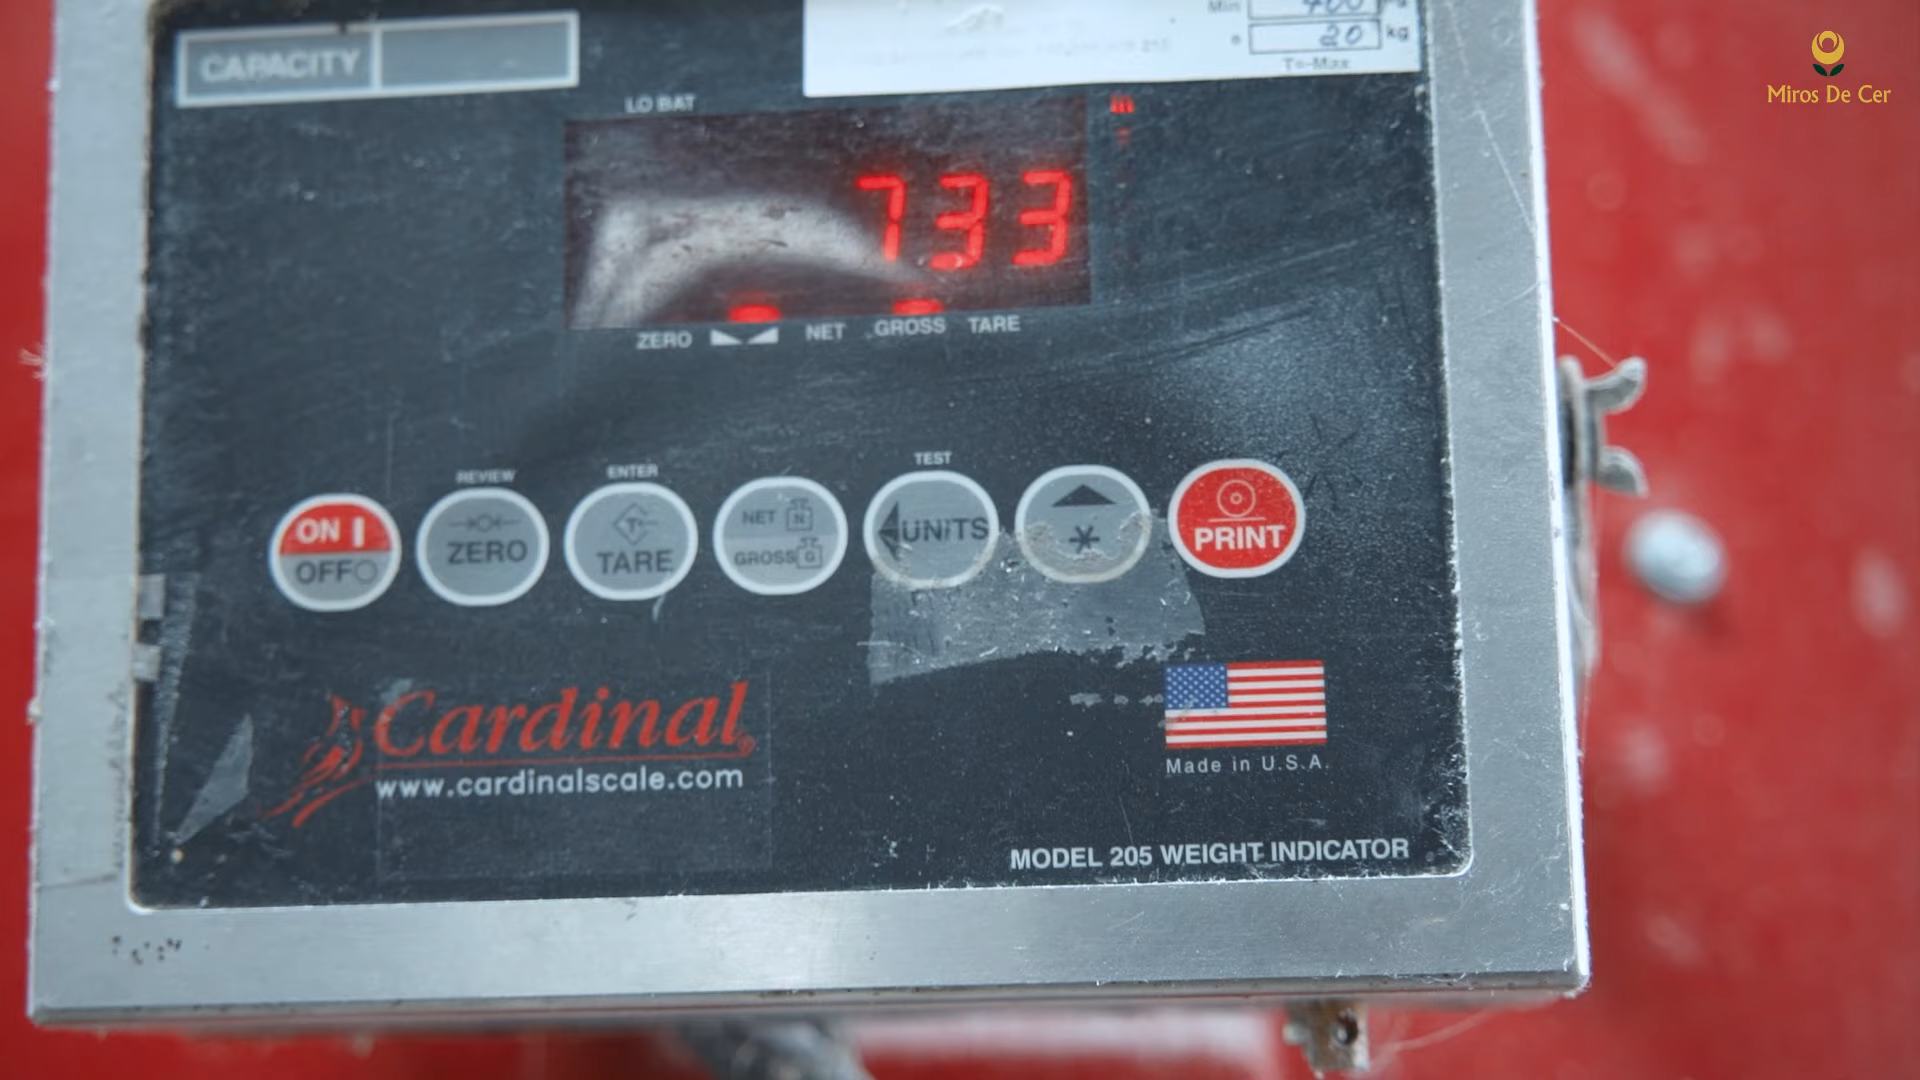 Min 400 kg
e 20 kg
T=-Max
CAPACITY
Miros De Cer
LO BAT
733
ZERO NET GROSS TARE
REVIEW ENTER TEST
ON I
OFF
ZERO
TARE
T
NET N
GROSS G
UNITS
*
PRINT
Cardinal®
www.cardinalscale.com
Made in U.S.A.
MODEL 205 WEIGHT INDICATOR